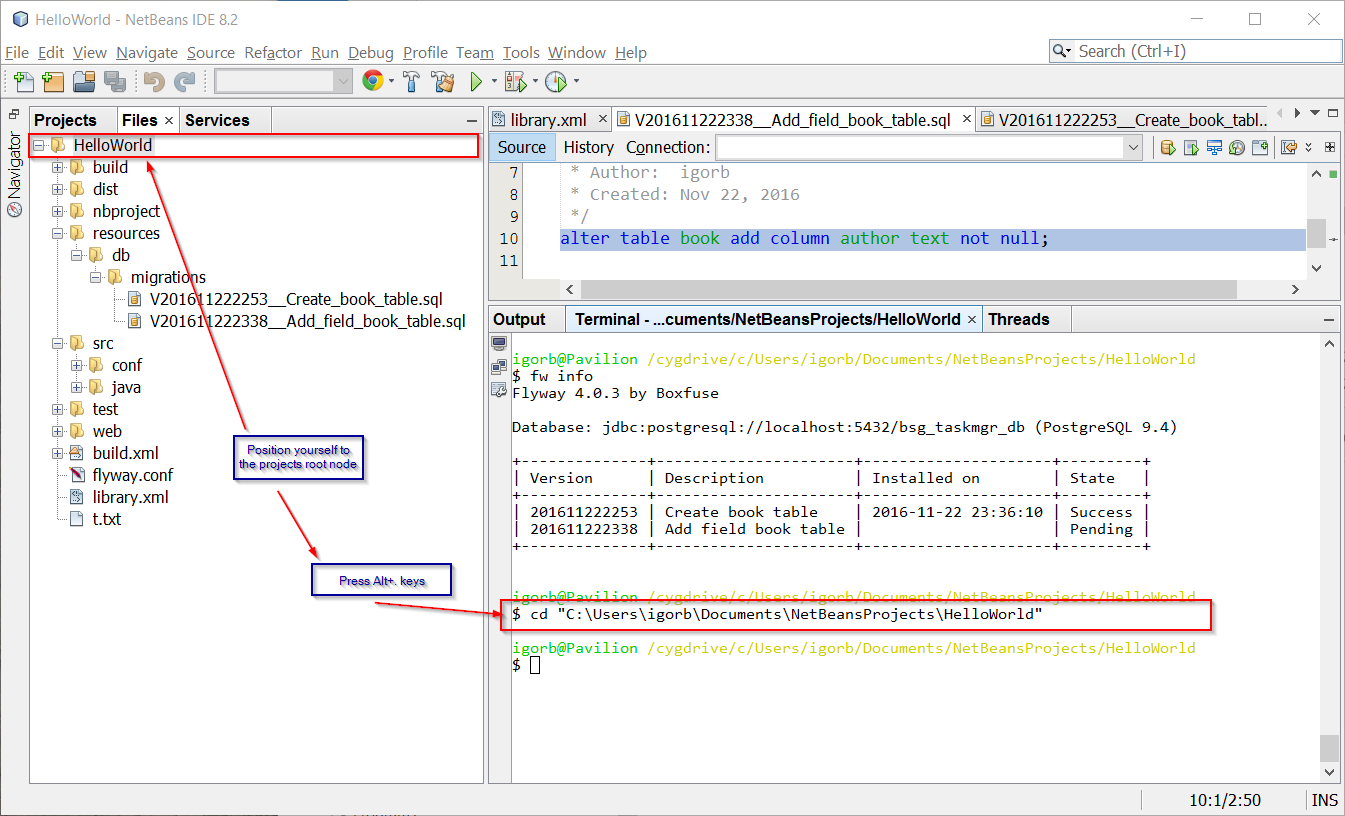 HelloWorld - NetBeans IDE 8.2
File Edit View Navigate Source Refactor Run Debug Profile Team Tools Window Help
Search (Ctrl+I)
Navigator
Projects Files Services
HelloWorld
build
dist
nbproject
resources
db
migrations
V201611222253__Create_book_table.sql
V201611222338__Add_field_book_table.sql
src
conf
java
test
web
build.xml
flyway.conf
library.xml
t.txt
Position yourself to
the projects root node
Press Alt+. keys
library.xml V201611222338__Add_field_book_table.sql V201611222253__Create_book_tabl...
Source History Connection:
7 * Author:  igorb
8 * Created: Nov 22, 2016
9 */
10 alter table book add column author text not null;
11
Output Terminal - ...cuments/NetBeansProjects/HelloWorld Threads
igorb@Pavilion /cygdrive/c/Users/igorb/Documents/NetBeansProjects/HelloWorld
$ fw info
Flyway 4.0.3 by Boxfuse
Database: jdbc:postgresql://localhost:5432/bsg_taskmgr_db (PostgreSQL 9.4)
+--------------+----------------------+---------------------+---------+
| Version      | Description          | Installed on        | State   |
+--------------+----------------------+---------------------+---------+
| 201611222253 | Create book table    | 2016-11-22 23:36:10 | Success |
| 201611222338 | Add field book table |                     | Pending |
+--------------+----------------------+---------------------+---------+
igorb@Pavilion /cygdrive/c/Users/igorb/Documents/NetBeansProjects/HelloWorld
$ cd "C:\Users\igorb\Documents\NetBeansProjects\HelloWorld"
igorb@Pavilion /cygdrive/c/Users/igorb/Documents/NetBeansProjects/HelloWorld
$
10:1/2:50 INS